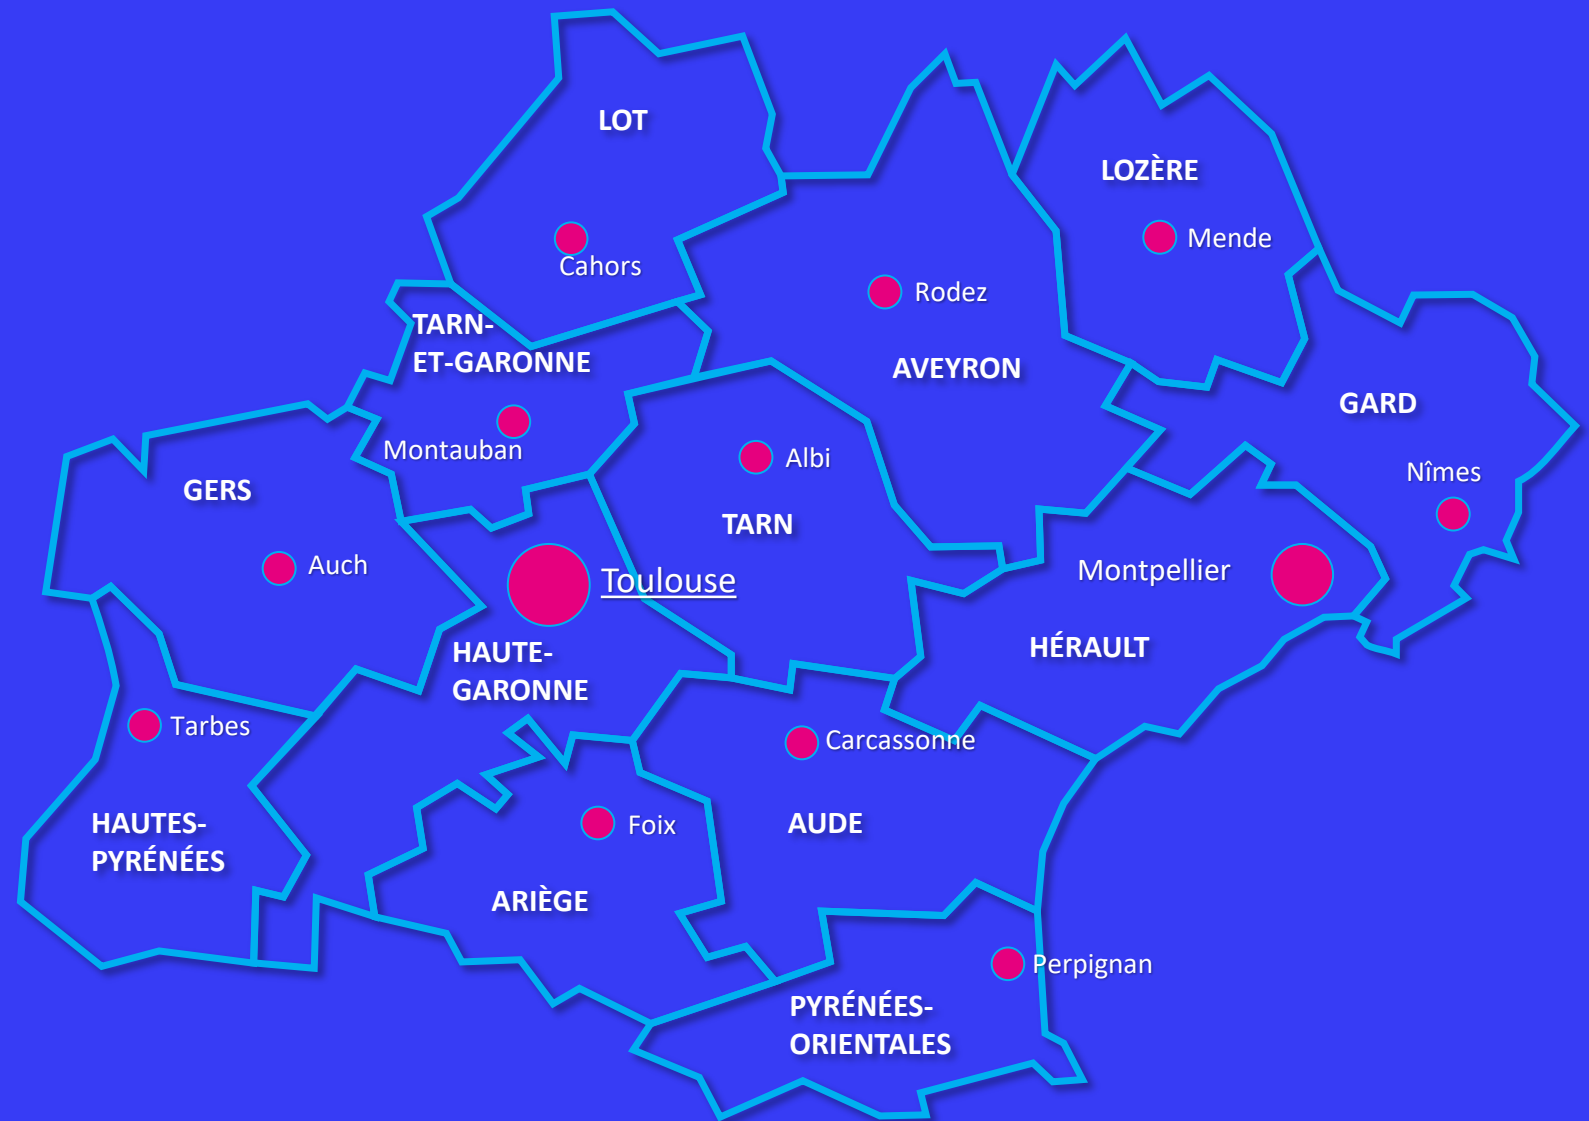 LOT
LOZÈRE
Mende
Cahors
Rodez
TARN-
ET-GARONNE
AVEYRON
GARD
Montauban
Albi
Nîmes
GERS
TARN
Auch
Toulouse
Montpellier
HAUTE-
GARONNE
HÉRAULT
Tarbes
Carcassonne
HAUTES-
PYRÉNÉES
Foix
AUDE
ARIÈGE
Perpignan
PYRÉNÉES-
ORIENTALES